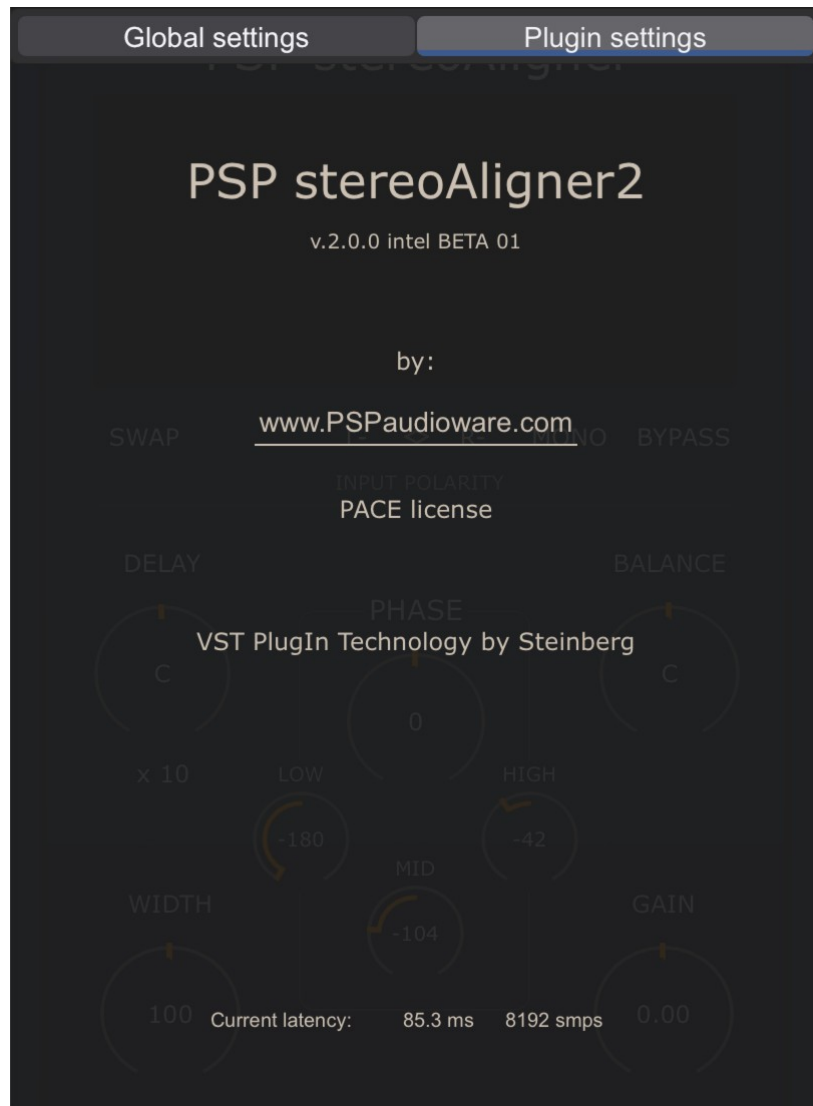 Global settings Plugin settings
PSP stereoAligner
PSP stereoAligner2
v.2.0.0 intel BETA 01
by:
www.PSPaudioware.com
SWAP L- <> R- MONO BYPASS
INPUT POLARITY
PACE license
DELAY BALANCE
PHASE
VST PlugIn Technology by Steinberg
C C
0
x 10 LOW HIGH
-180 -42
MID
WIDTH GAIN
-104
100 Current latency: 85.3 ms 8192 smps 0.00